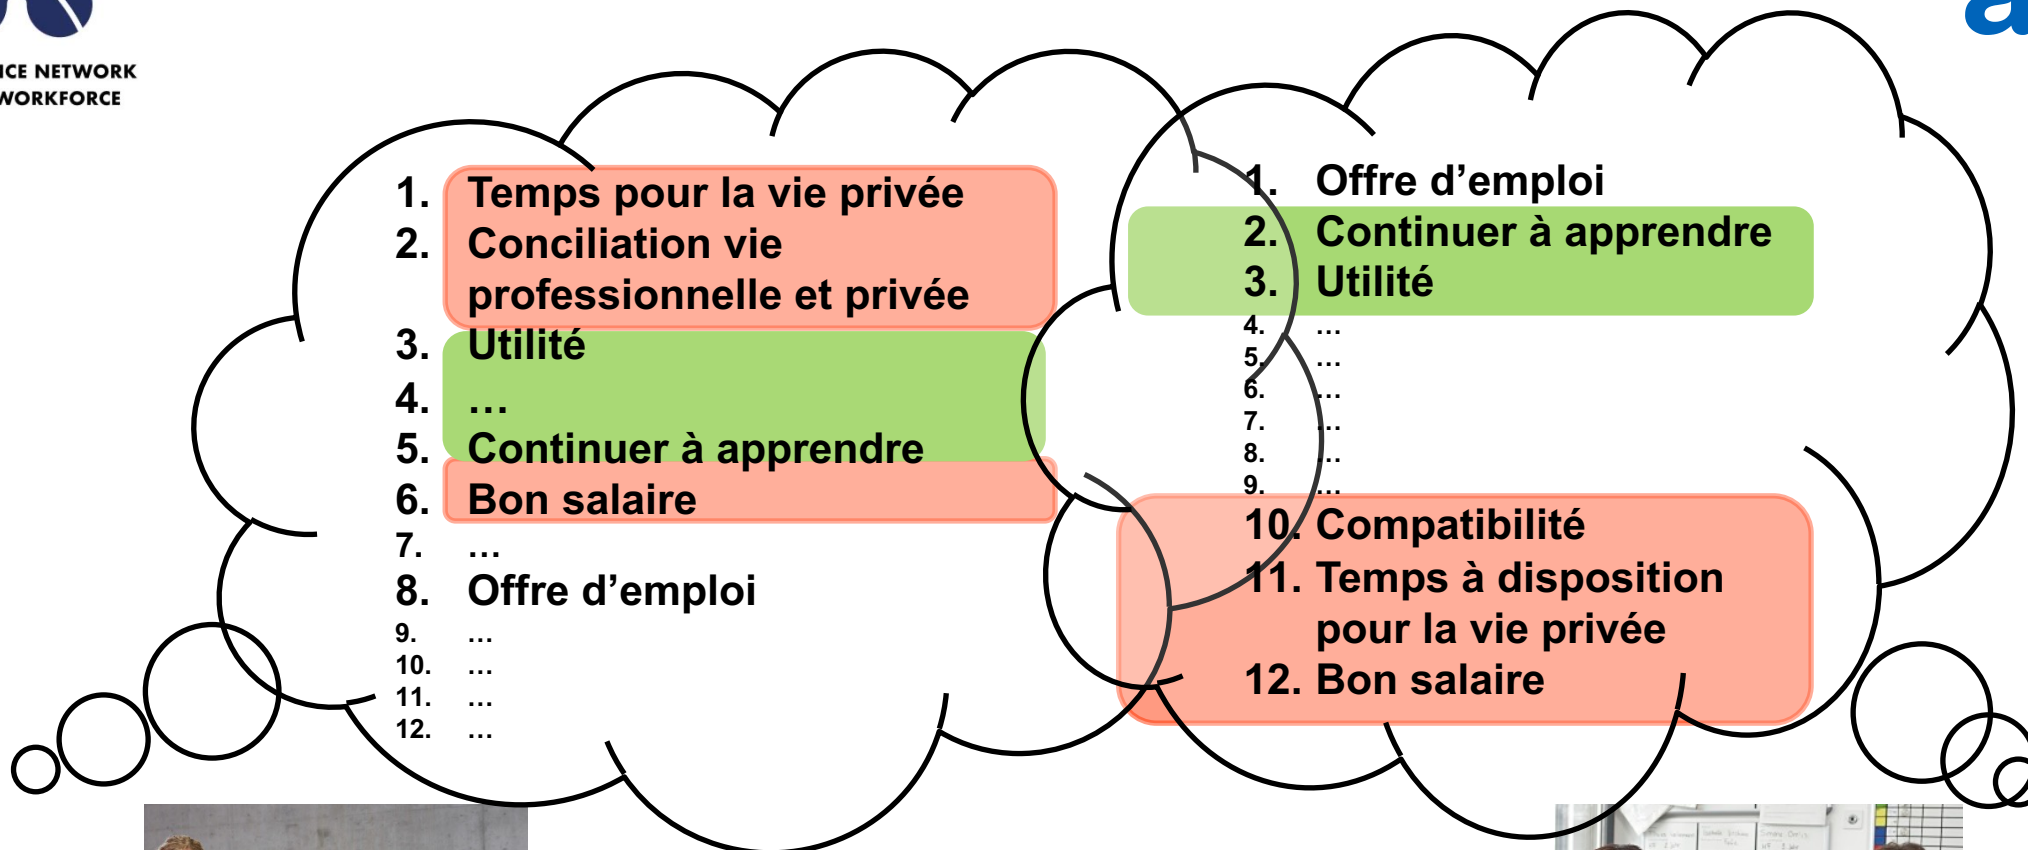 ICE NETWORK
WORKFORCE
a
1. Temps pour la vie privée
2. Conciliation vie
professionnelle et privée
3. Utilité
4. …
5. Continuer à apprendre
6. Bon salaire
7. …
8. Offre d’emploi
9. …
10. …
11. …
12. …
1. Offre d’emploi
2. Continuer à apprendre
3. Utilité
4. …
5. …
6. …
7. …
8. …
9. …
10. Compatibilité
11. Temps à disposition
pour la vie privée
12. Bon salaire